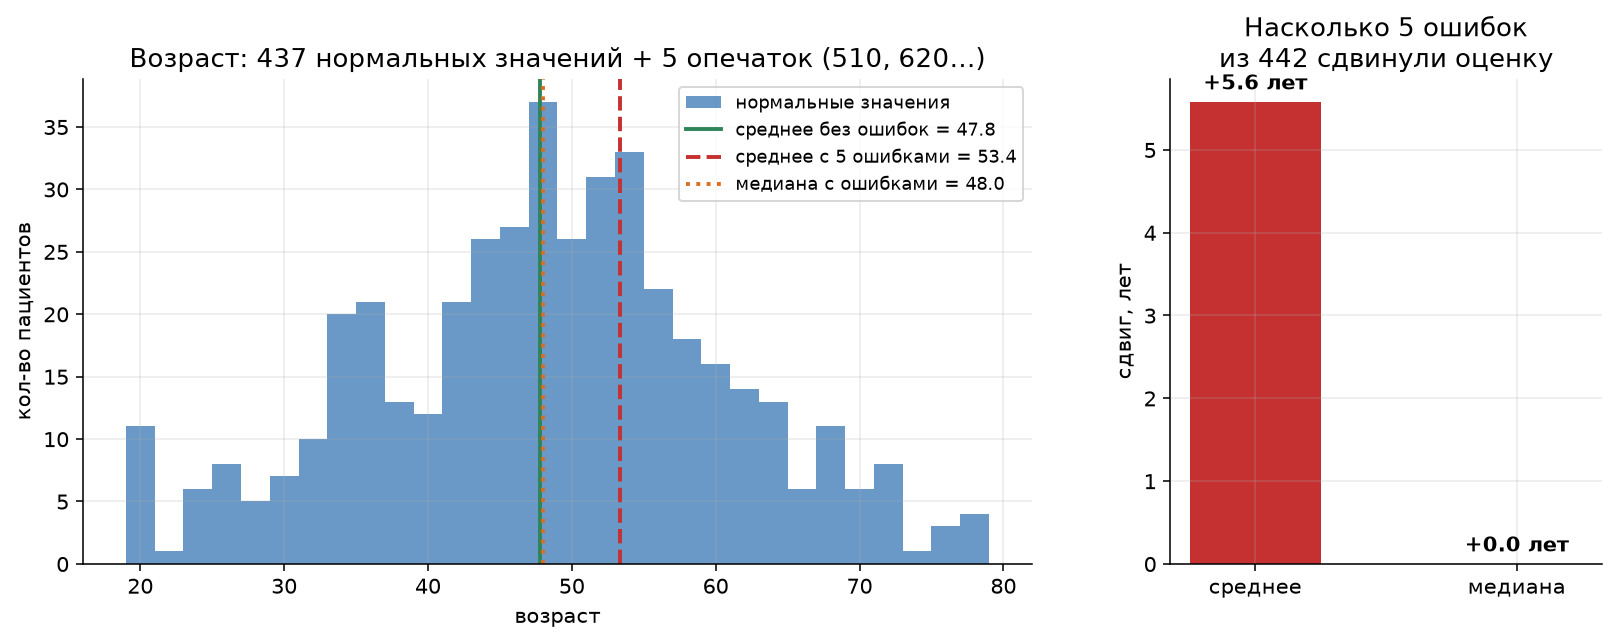 Возраст: 437 нормальных значений + 5 опечаток (510, 620...)
нормальные значения
среднее без ошибок = 47.8
среднее с 5 ошибками = 53.4
медиана с ошибками = 48.0
кол-во пациентов
35
30
25
20
15
10
5
0
20 30 40 50 60 70 80
возраст
Насколько 5 ошибок
из 442 сдвинули оценку
+5.6 лет
сдвиг, лет
5
4
3
2
1
0
+0.0 лет
среднее медиана